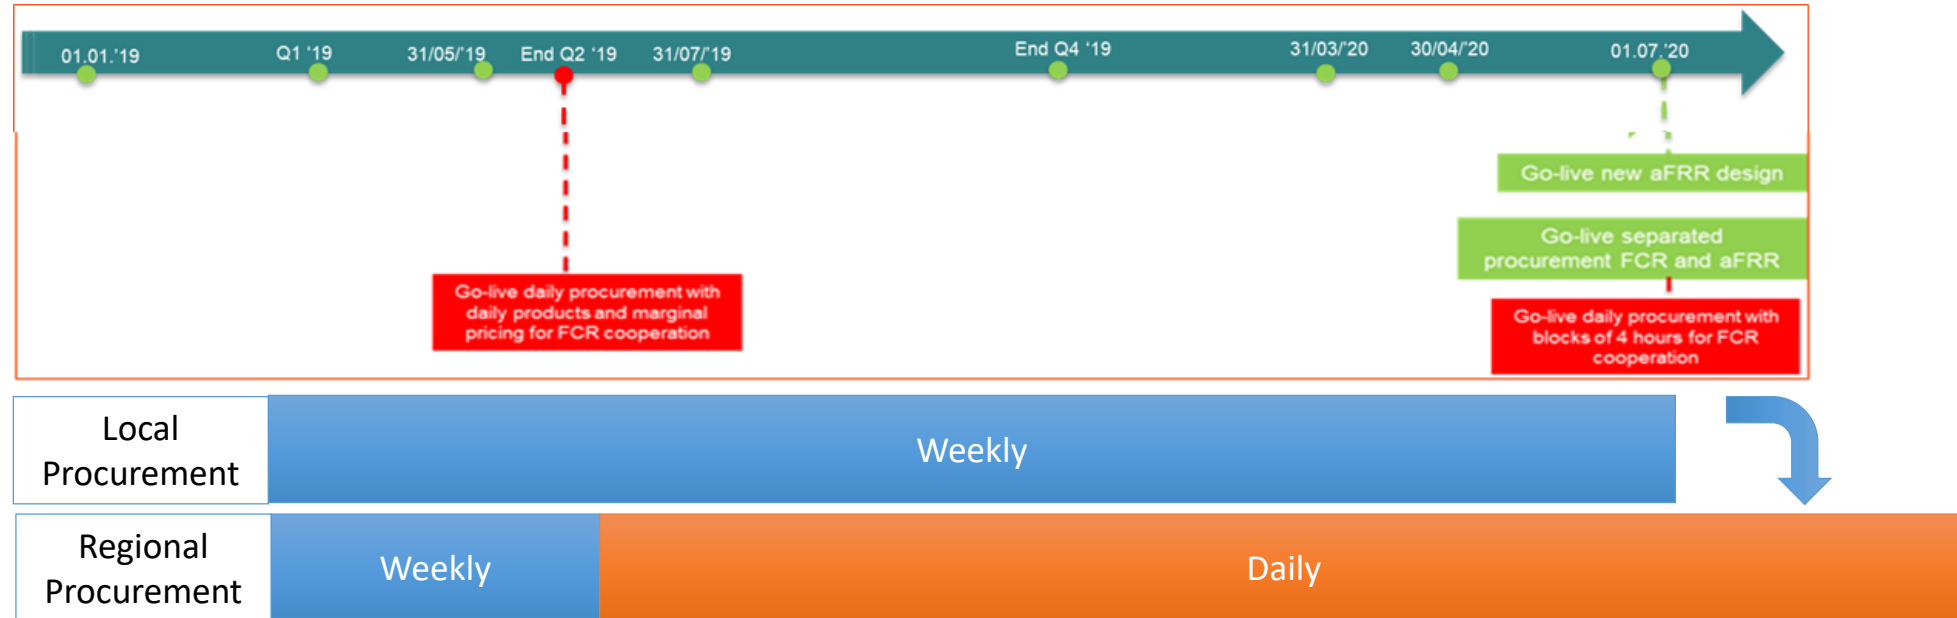 01.01.'19
Q1 '19
31/05/'19
End Q2 '19
31/07/'19
End Q4 '19
31/03/'20
30/04/'20
01.07.'20
Go-live new aFRR design
Go-live separated
procurement FCR and aFRR
Go-live daily procurement with
daily products and marginal
pricing for FCR cooperation
Go-live daily procurement with
blocks of 4 hours for FCR
cooperation
Local
Procurement
Weekly
Regional
Procurement
Weekly
Daily